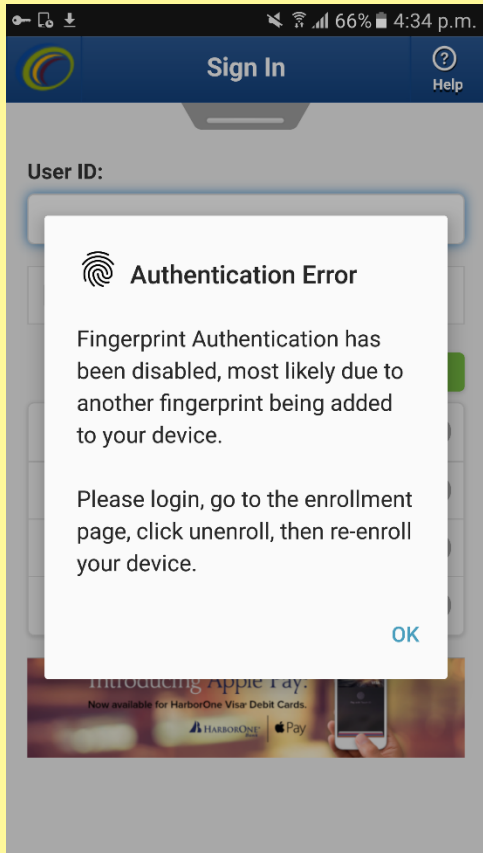 66% 4:34 p.m.
Sign In
Help
User ID:
Authentication Error
Fingerprint Authentication has
been disabled, most likely due to
another fingerprint being added
to your device.
Please login, go to the enrollment
page, click unenroll, then re-enroll
your device.
OK
Introducing Apple Pay.
Now available for HarborOne Visa® Debit Cards.
HARBORONE
Pay